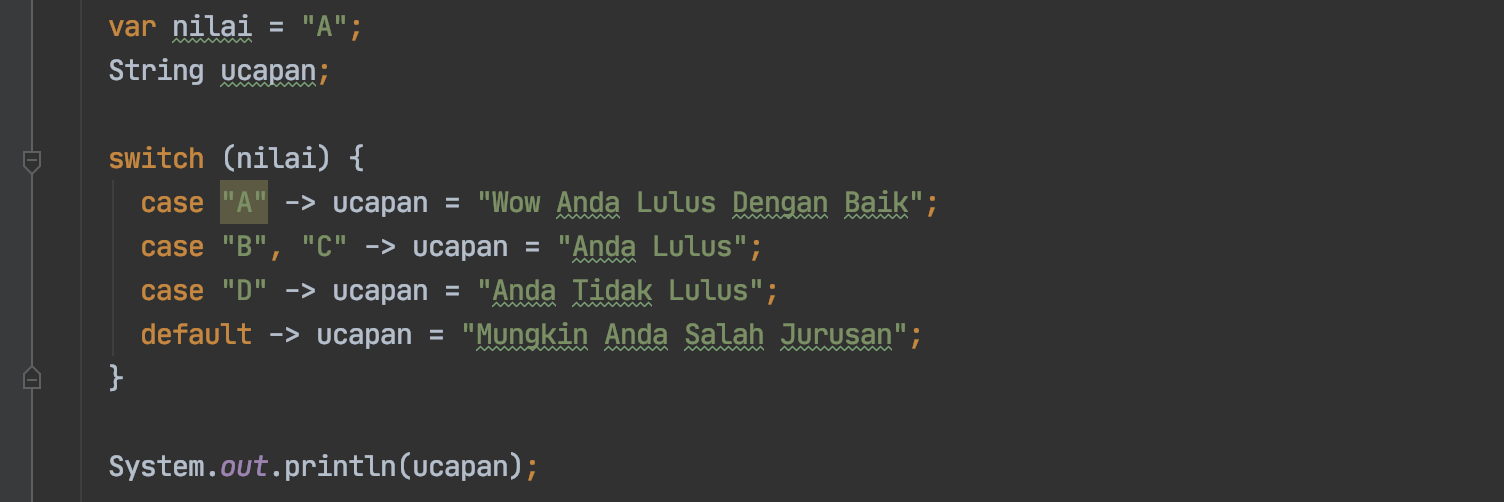 var nilai = "A";
String ucapan;
switch (nilai) {
case "A" -> ucapan = "Wow Anda Lulus Dengan Baik";
case "B", "C" -> ucapan = "Anda Lulus";
case "D" -> ucapan = "Anda Tidak Lulus";
default -> ucapan = "Mungkin Anda Salah Jurusan";
}
System.out.println(ucapan);